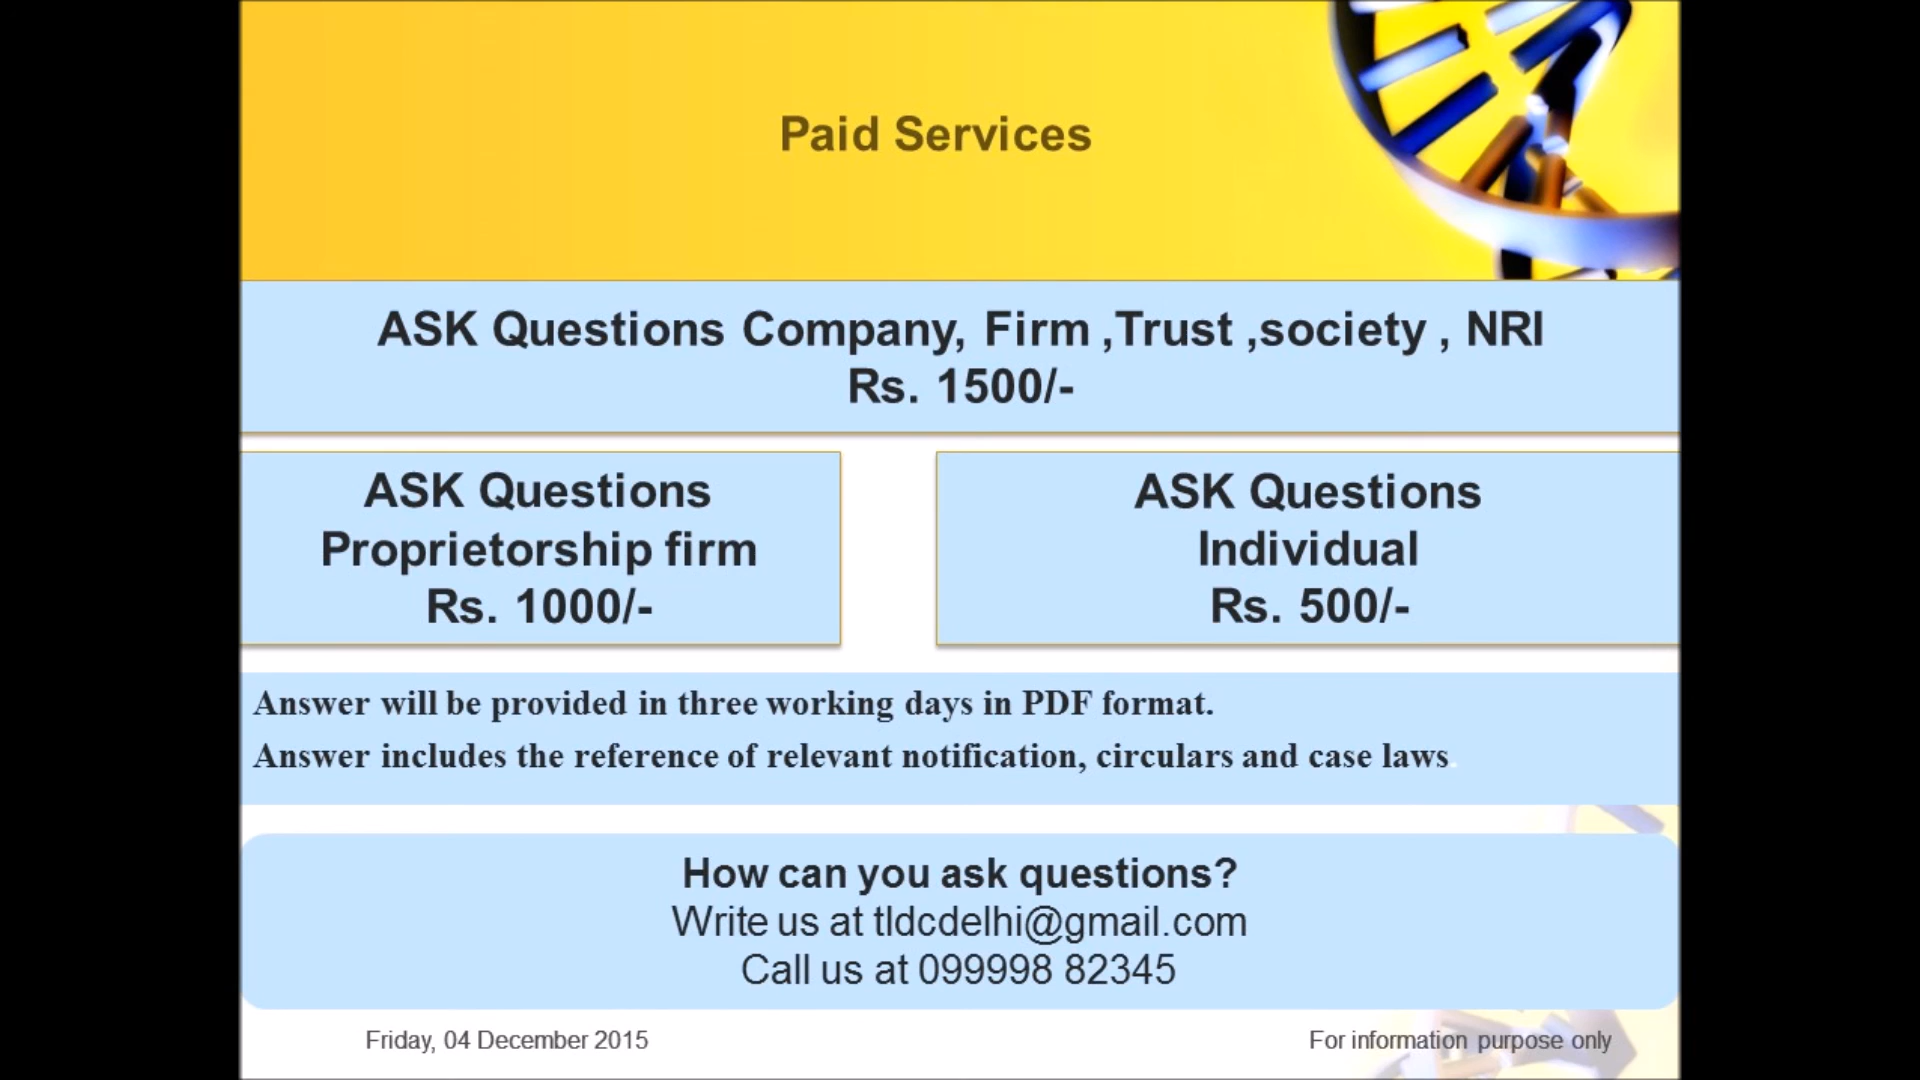 Paid Services
ASK Questions Company, Firm ,Trust ,society , NRI
Rs. 1500/-
ASK Questions
Proprietorship firm
Rs. 1000/-
ASK Questions
Individual
Rs. 500/-
Answer will be provided in three working days in PDF format.
Answer includes the reference of relevant notification, circulars and case laws.
How can you ask questions?
Write us at tldcdelhi@gmail.com
Call us at 099998 82345
Friday, 04 December 2015
For information purpose only